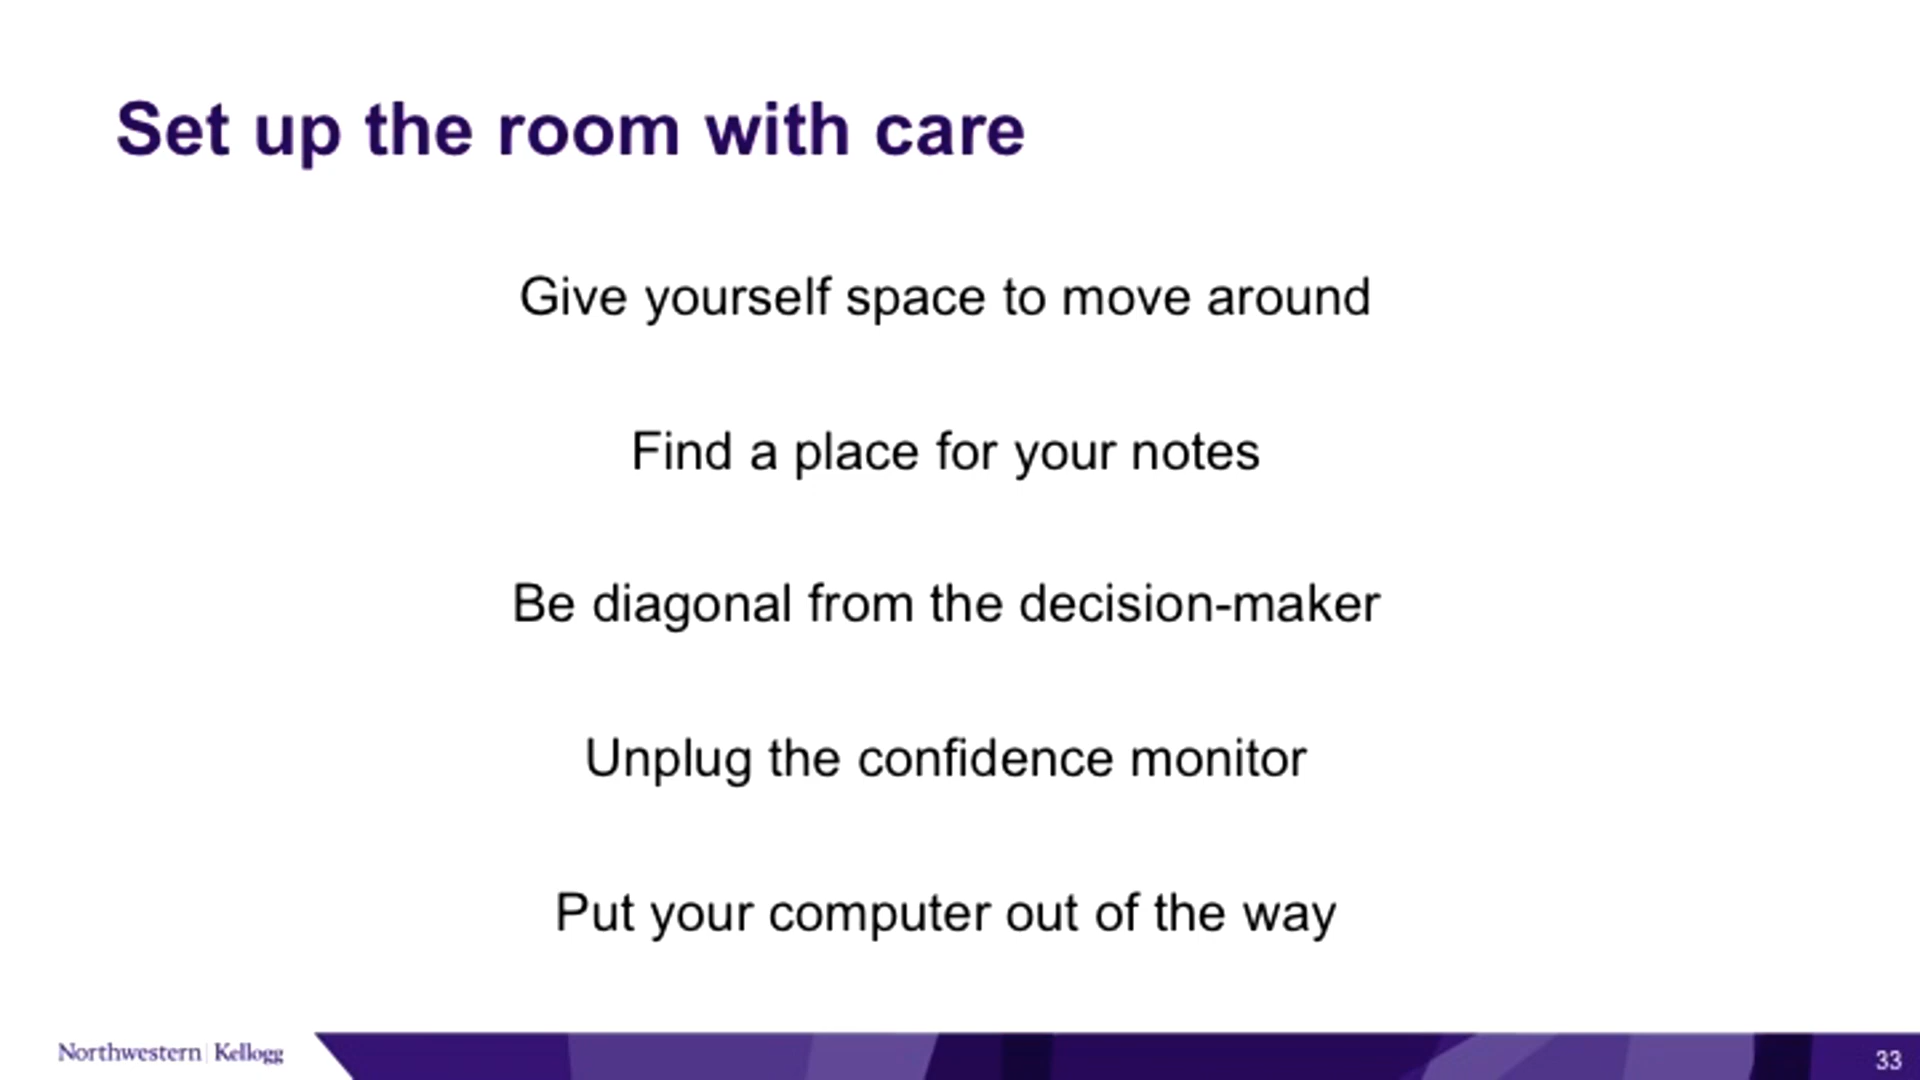 Set up the room with care
Give yourself space to move around
Find a place for your notes
Be diagonal from the decision-maker
Unplug the confidence monitor
Put your computer out of the way
Northwestern | Kellogg
33